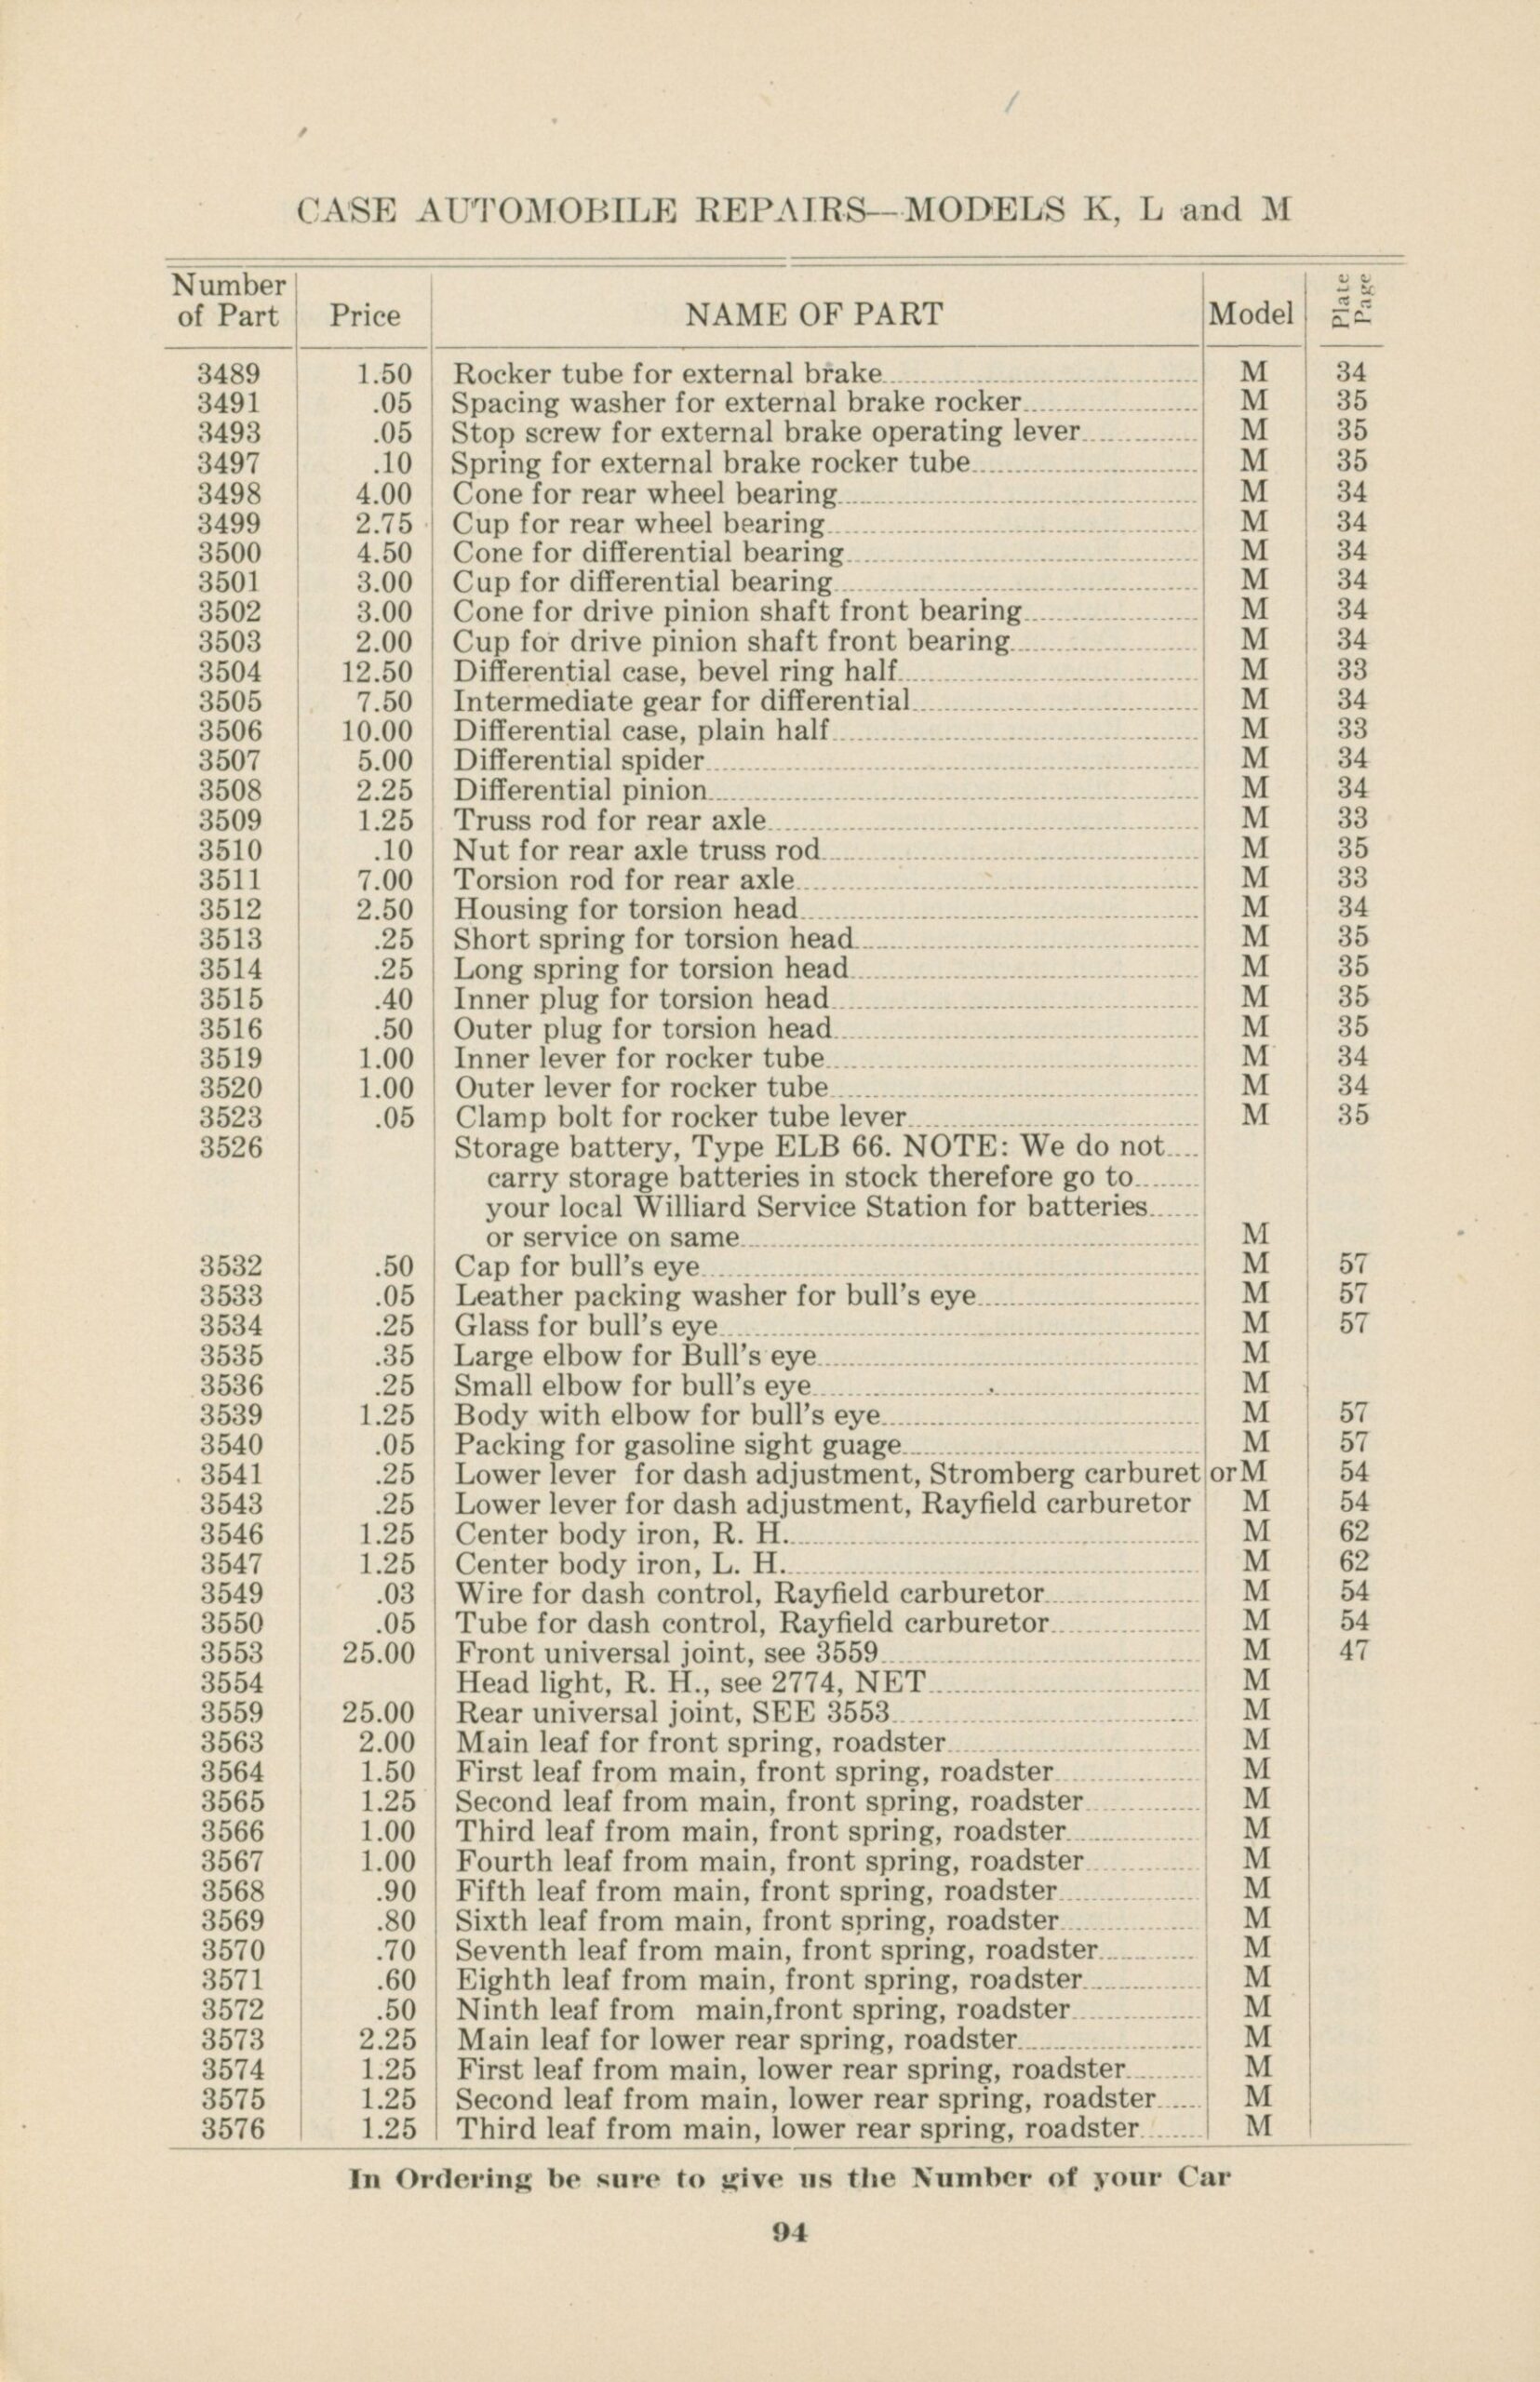 CASE AUTOMOBILE REPAIRS—MODELS K, L and M
Number of Part Price NAME OF PART Model Plate Page
3489 1.50 Rocker tube for external brake M 34
3491 .05 Spacing washer for external brake rocker M 35
3493 .05 Stop screw for external brake operating lever M 35
3497 .10 Spring for external brake rocker tube M 35
3498 4.00 Cone for rear wheel bearing M 34
3499 2.75 Cup for rear wheel bearing M 34
3500 4.50 Cone for differential bearing M 34
3501 3.00 Cup for differential bearing M 34
3502 3.00 Cone for drive pinion shaft front bearing M 34
3503 2.00 Cup for drive pinion shaft front bearing M 34
3504 12.50 Differential case, bevel ring half M 33
3505 7.50 Intermediate gear for differential M 34
3506 10.00 Differential case, plain half M 33
3507 5.00 Differential spider M 34
3508 2.25 Differential pinion M 34
3509 1.25 Truss rod for rear axle M 33
3510 .10 Nut for rear axle truss rod M 35
3511 7.00 Torsion rod for rear axle M 33
3512 2.50 Housing for torsion head M 34
3513 .25 Short spring for torsion head M 35
3514 .25 Long spring for torsion head M 35
3515 .40 Inner plug for torsion head M 35
3516 .50 Outer plug for torsion head M 35
3519 1.00 Inner lever for rocker tube M 34
3520 1.00 Outer lever for rocker tube M 34
3523 .05 Clamp bolt for rocker tube lever M 35
3526 Storage battery, Type ELB 66. NOTE: We do not
carry storage batteries in stock therefore go to
your local Williard Service Station for batteries
or service on same M
3532 .50 Cap for bull's eye M 57
3533 .05 Leather packing washer for bull's eye M 57
3534 .25 Glass for bull's eye M 57
3535 .35 Large elbow for Bull's eye M
3536 .25 Small elbow for bull's eye M
3539 1.25 Body with elbow for bull's eye M 57
3540 .05 Packing for gasoline sight guage M 57
3541 .25 Lower lever for dash adjustment, Stromberg carburetor M 54
3543 .25 Lower lever for dash adjustment, Rayfield carburetor M 54
3546 1.25 Center body iron, R. H. M 62
3547 1.25 Center body iron, L. H. M 62
3549 .03 Wire for dash control, Rayfield carburetor M 54
3550 .05 Tube for dash control, Rayfield carburetor M 54
3553 25.00 Front universal joint, see 3559 M 47
3554 Head light, R. H., see 2774, NET M
3559 25.00 Rear universal joint, SEE 3553 M
3563 2.00 Main leaf for front spring, roadster M
3564 1.50 First leaf from main, front spring, roadster M
3565 1.25 Second leaf from main, front spring, roadster M
3566 1.00 Third leaf from main, front spring, roadster M
3567 1.00 Fourth leaf from main, front spring, roadster M
3568 .90 Fifth leaf from main, front spring, roadster M
3569 .80 Sixth leaf from main, front spring, roadster M
3570 .70 Seventh leaf from main, front spring, roadster M
3571 .60 Eighth leaf from main, front spring, roadster M
3572 .50 Ninth leaf from main,front spring, roadster M
3573 2.25 Main leaf for lower rear spring, roadster M
3574 1.25 First leaf from main, lower rear spring, roadster M
3575 1.25 Second leaf from main, lower rear spring, roadster M
3576 1.25 Third leaf from main, lower rear spring, roadster M
In Ordering be sure to give us the Number of your Car
94